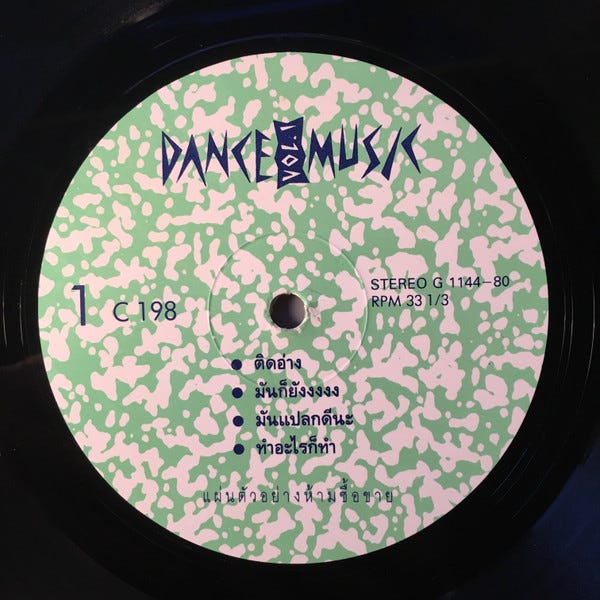 DANCE VOL.1 MUSIC
1 C 198
STEREO G 1144-80
RPM 33 1/3
● ติดอ่าง
● มันก็ยังงงงง
● มันแปลกดีนะ
● ทำอะไรก็ทำ
แผ่นตัวอย่างห้ามซื้อขาย